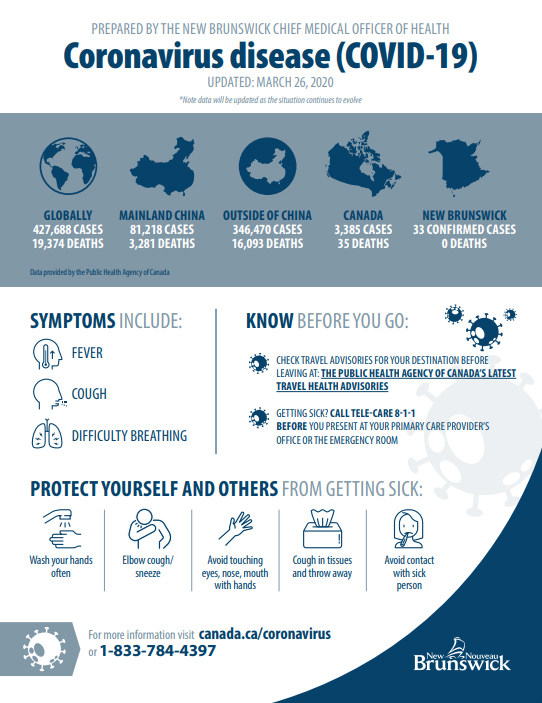 PREPARED BY THE NEW BRUNSWICK CHIEF MEDICAL OFFICER OF HEALTH
Coronavirus disease (COVID-19)
UPDATED: MARCH 26, 2020
*Note data will be updated as the situation continues to evolve
GLOBALLY
427,688 CASES
19,374 DEATHS
MAINLAND CHINA
81,218 CASES
3,281 DEATHS
OUTSIDE OF CHINA
346,470 CASES
16,093 DEATHS
CANADA
3,385 CASES
35 DEATHS
NEW BRUNSWICK
33 CONFIRMED CASES
0 DEATHS
Data provided by the Public Health Agency of Canada
SYMPTOMS INCLUDE:
FEVER
COUGH
DIFFICULTY BREATHING
KNOW BEFORE YOU GO:
CHECK TRAVEL ADVISORIES FOR YOUR DESTINATION BEFORE
LEAVING AT: THE PUBLIC HEALTH AGENCY OF CANADA'S LATEST
TRAVEL HEALTH ADVISORIES
GETTING SICK? CALL TELE-CARE 8-1-1
BEFORE YOU PRESENT AT YOUR PRIMARY CARE PROVIDER'S
OFFICE OR THE EMERGENCY ROOM
PROTECT YOURSELF AND OTHERS FROM GETTING SICK:
Wash your hands
often
Elbow cough/
sneeze
Avoid touching
eyes, nose, mouth
with hands
Cough in tissues
and throw away
Avoid contact
with sick
person
For more information visit canada.ca/coronavirus
or 1-833-784-4397
New Nouveau
Brunswick